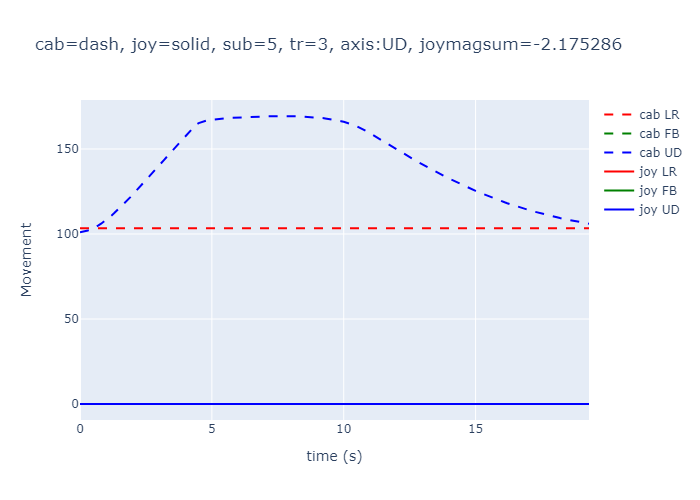 cab=dash, joy=solid, sub=5, tr=3, axis:UD, joymagsum=-2.175286
cab LR
cab FB
cab UD
joy LR
joy FB
joy UD
150
100
50
0
Movement
0 5 10 15
time (s)